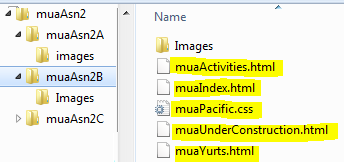 muaAsn2
muaAsn2A
images
muaAsn2B
Images
muaAsn2C
Name
Images
muaActivities.html
muaIndex.html
muaPacific.css
muaUnderConstruction.html
muaYurts.html